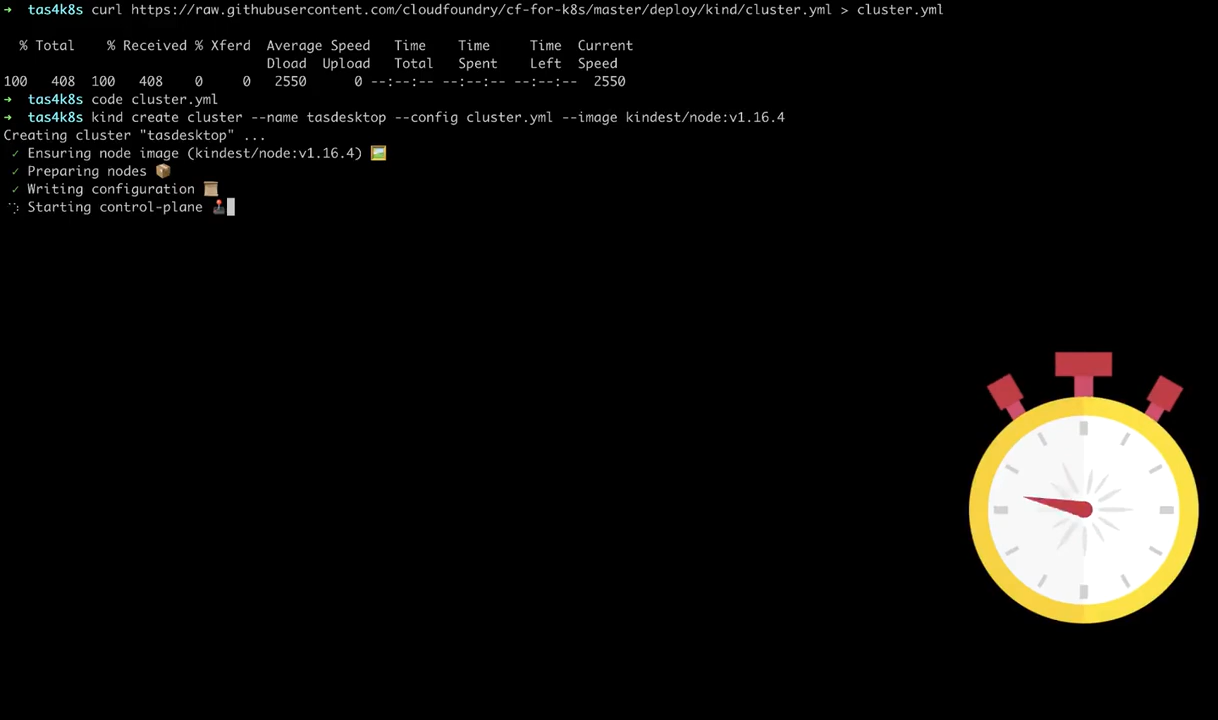 ➜  tas4k8s curl https://raw.githubusercontent.com/cloudfoundry/cf-for-k8s/master/deploy/kind/cluster.yml > cluster.yml
% Total    % Received % Xferd  Average Speed   Time    Time     Time  Current
Dload  Upload   Total   Spent    Left  Speed
100   408  100   408    0     0   2550      0 --:--:-- --:--:-- --:--:--  2550
➜  tas4k8s code cluster.yml
➜  tas4k8s kind create cluster --name tasdesktop --config cluster.yml --image kindest/node:v1.16.4
Creating cluster "tasdesktop" ...
✓ Ensuring node image (kindest/node:v1.16.4) 🖼
✓ Preparing nodes 📦
✓ Writing configuration 📜
Starting control-plane 🕹